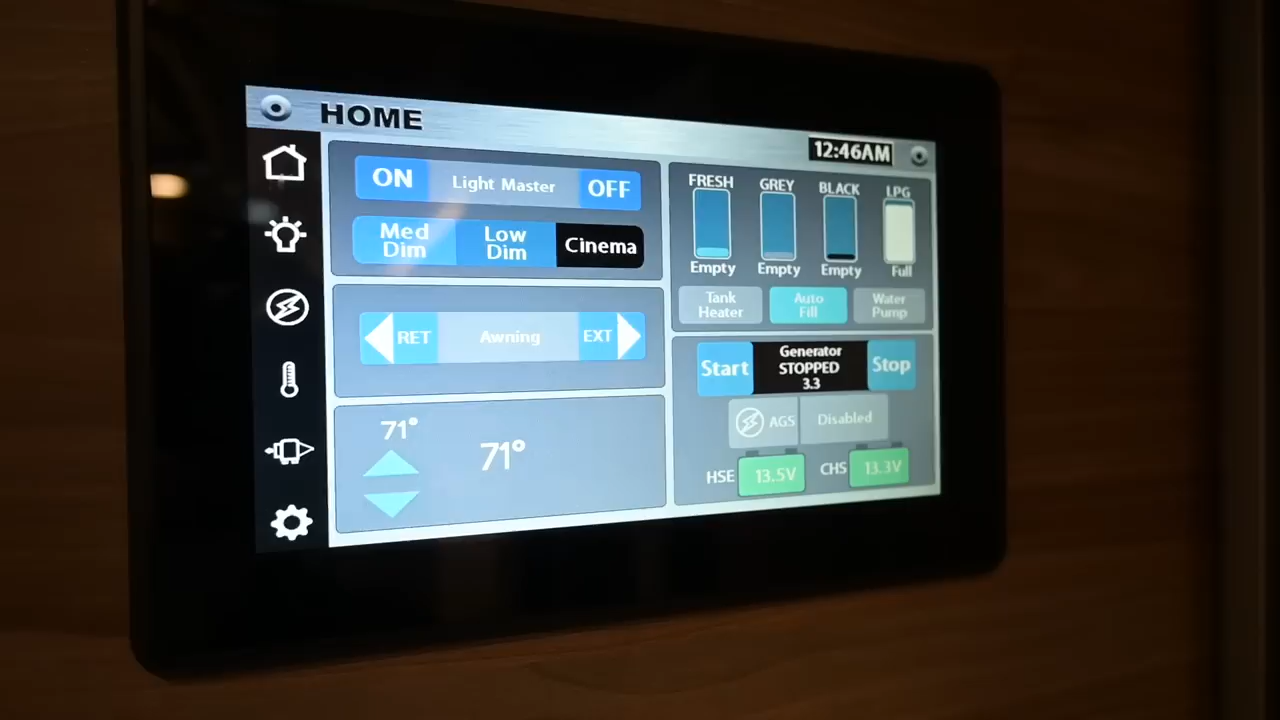 HOME
12:46AM
ON
Light Master
OFF
Med
Dim
Low
Dim
Cinema
RET
Awning
EXT
71°
71°
FRESH
GREY
BLACK
LPG
Empty
Empty
Empty
Full
Tank
Heater
Auto
Fill
Water
Pump
Start
Generator
STOPPED
3.3
Stop
AGS
Disabled
HSE
13.5V
CHS
13.3V